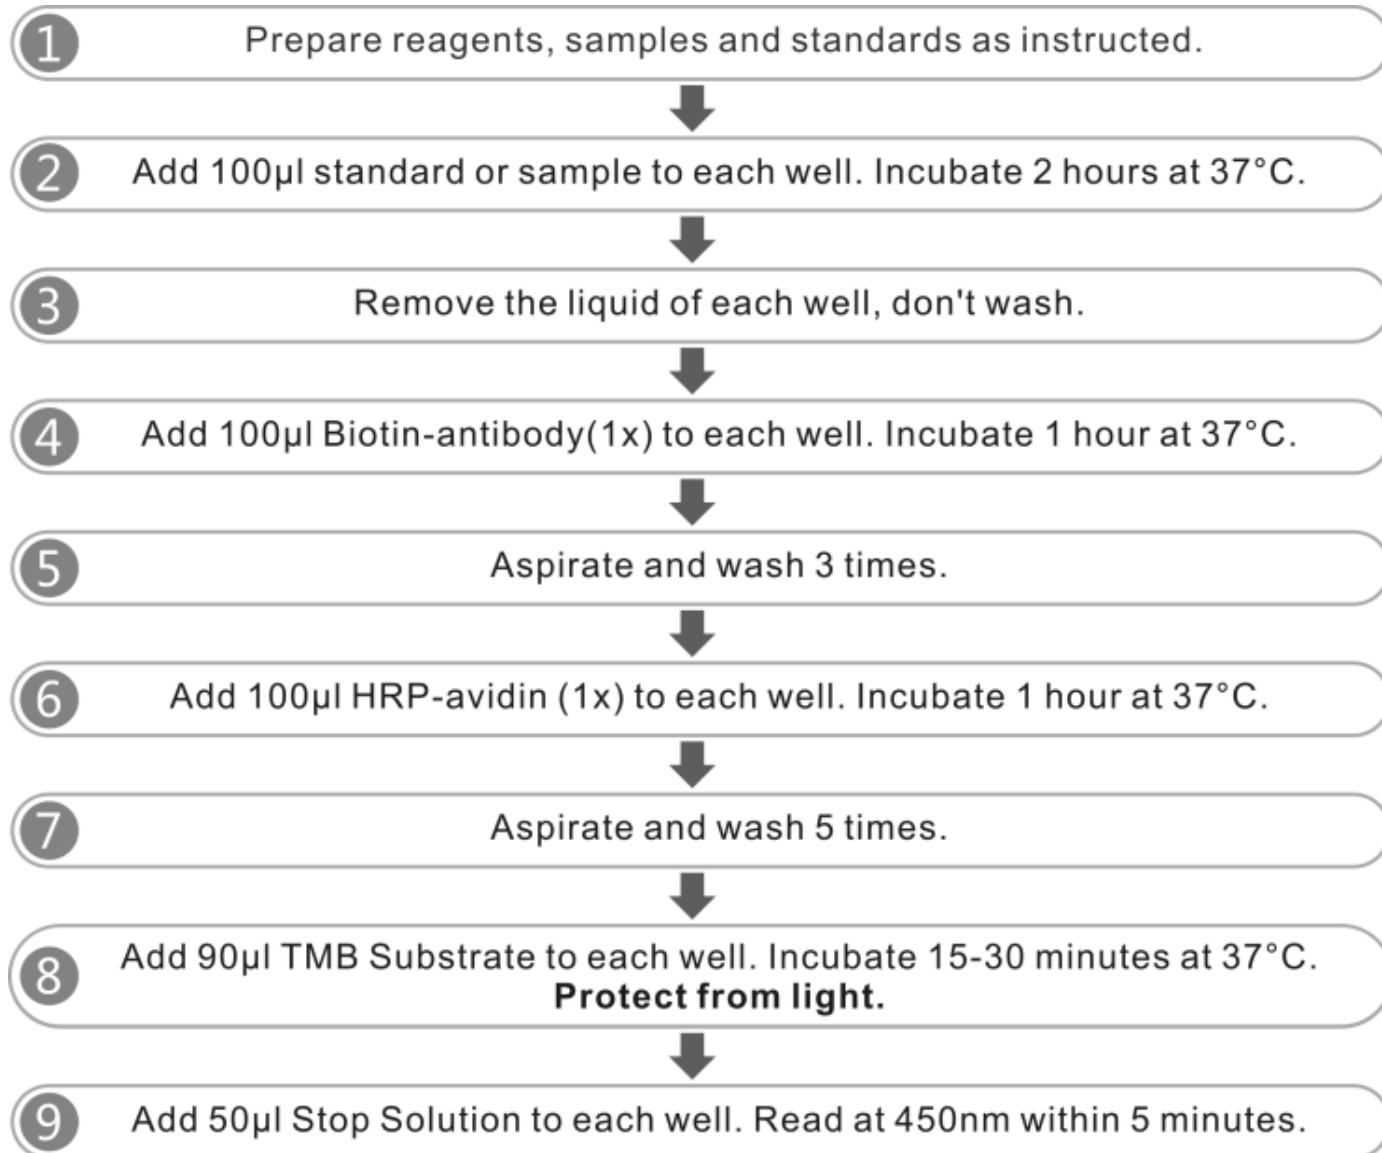 1 Prepare reagents, samples and standards as instructed.
2 Add 100µl standard or sample to each well. Incubate 2 hours at 37°C.
3 Remove the liquid of each well, don't wash.
4 Add 100µl Biotin-antibody(1x) to each well. Incubate 1 hour at 37°C.
5 Aspirate and wash 3 times.
6 Add 100µl HRP-avidin (1x) to each well. Incubate 1 hour at 37°C.
7 Aspirate and wash 5 times.
8 Add 90µl TMB Substrate to each well. Incubate 15-30 minutes at 37°C.
Protect from light.
9 Add 50µl Stop Solution to each well. Read at 450nm within 5 minutes.